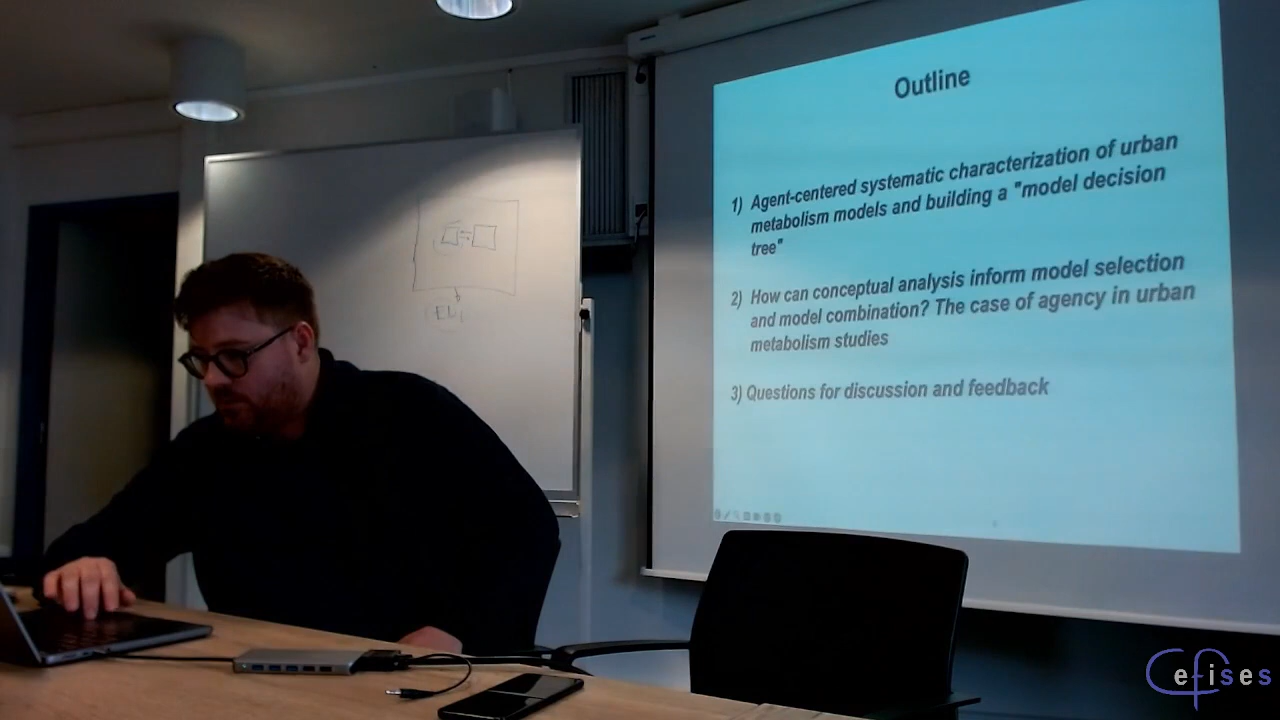 Outline
1) Agent-centered systematic characterization of urban
metabolism models and building a "model decision
tree"
2) How can conceptual analysis inform model selection
and model combination? The case of agency in urban
metabolism studies
3) Questions for discussion and feedback
Cefises